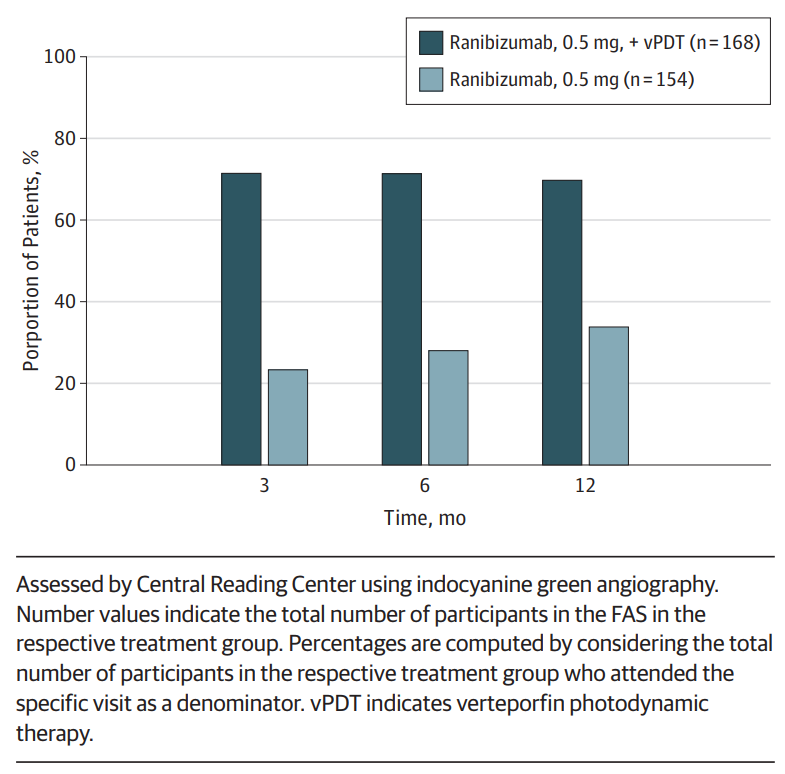 Ranibizumab, 0.5 mg, + vPDT (n=168)
Ranibizumab, 0.5 mg (n=154)
Porportion of Patients, %
100
80
60
40
20
0
3 6 12
Time, mo
Assessed by Central Reading Center using indocyanine green angiography.
Number values indicate the total number of participants in the FAS in the
respective treatment group. Percentages are computed by considering the total
number of participants in the respective treatment group who attended the
specific visit as a denominator. vPDT indicates verteporfin photodynamic
therapy.